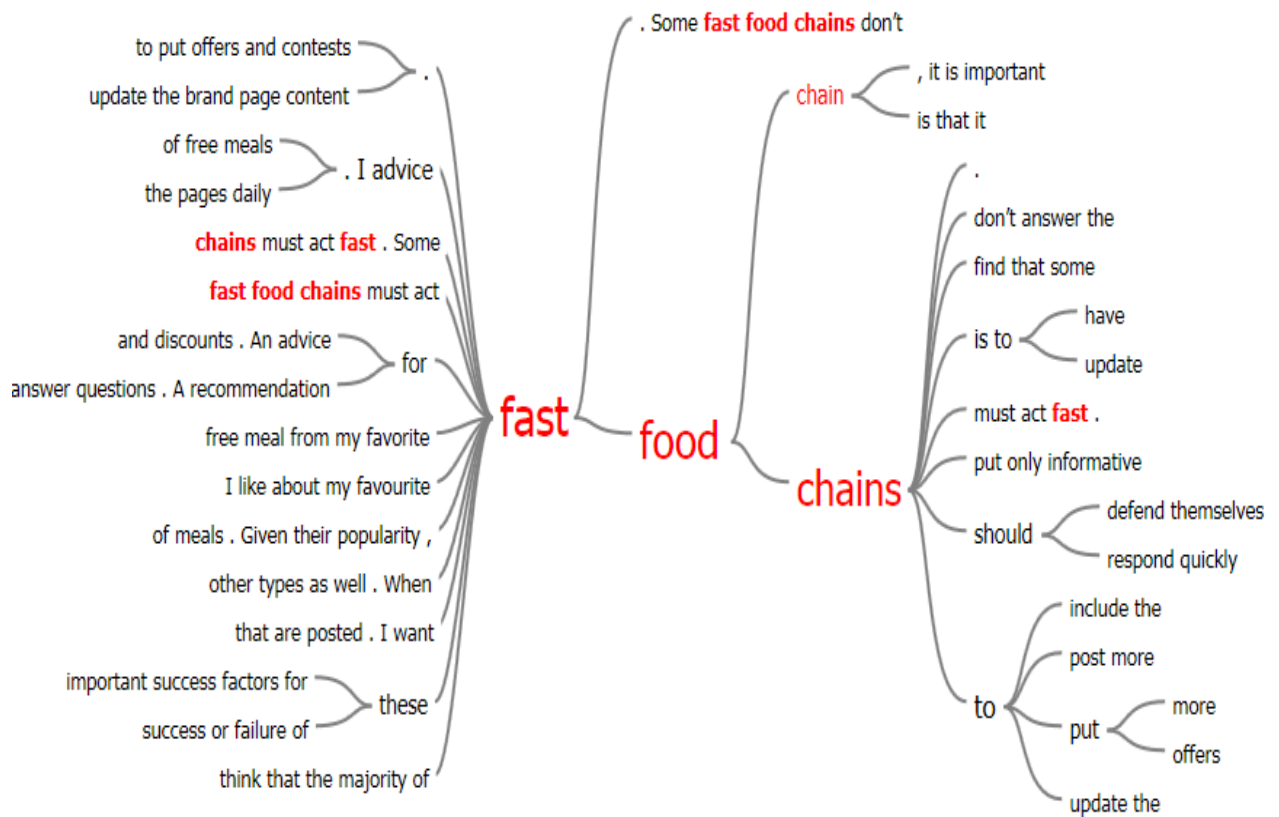 to put offers and contests
update the brand page content
.
of free meals
the pages daily
. I advice
chains must act fast . Some
fast food chains must act
and discounts . An advice
answer questions . A recommendation
for
free meal from my favorite
I like about my favourite
of meals . Given their popularity ,
other types as well . When
that are posted . I want
important success factors for
success or failure of
these
think that the majority of
fast
. Some fast food chains don’t
food
chain
, it is important
is that it
chains
.
don’t answer the
find that some
is to
have
update
must act fast .
put only informative
should
defend themselves
respond quickly
to
include the
post more
put
more
offers
update the